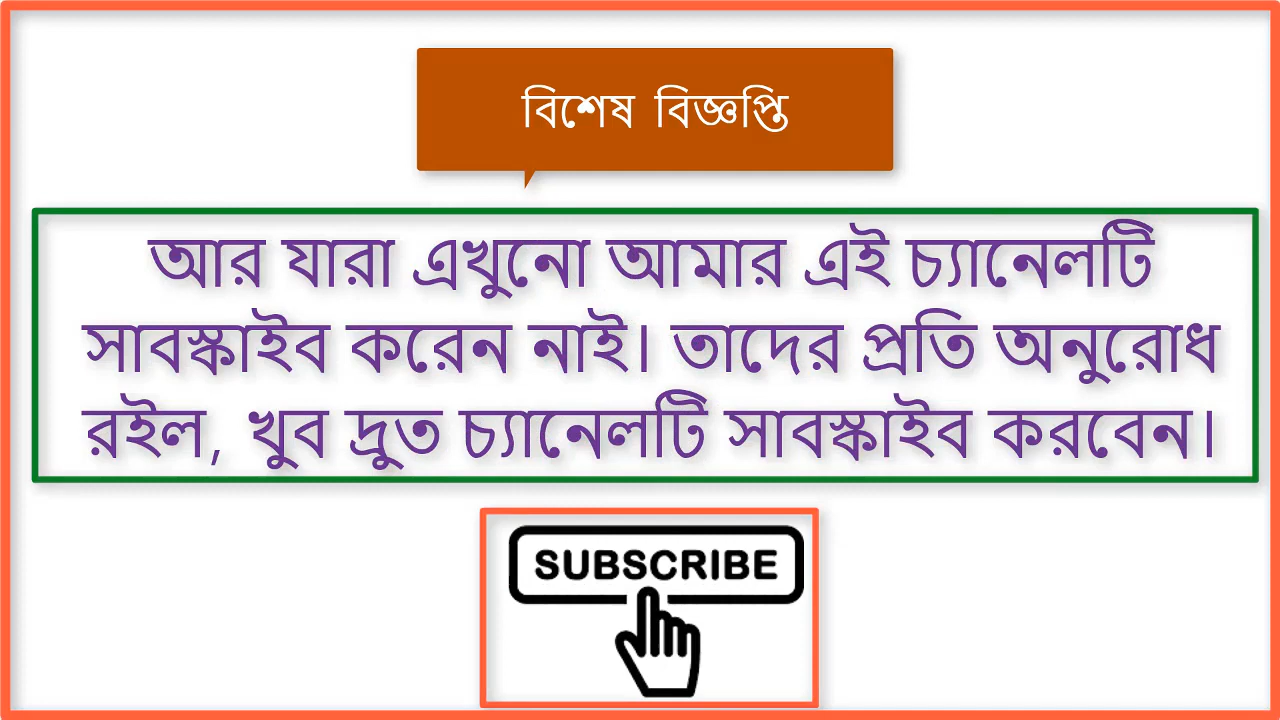 বিশেষ বিজ্ঞপ্তি
আর যারা এখুনো আমার এই চ্যানেলটি
সাবস্কাইব করেন নাই। তাদের প্রতি অনুরোধ
রইল, খুব দ্রুত চ্যানেলটি সাবস্কাইব করবেন।
SUBSCRIBE